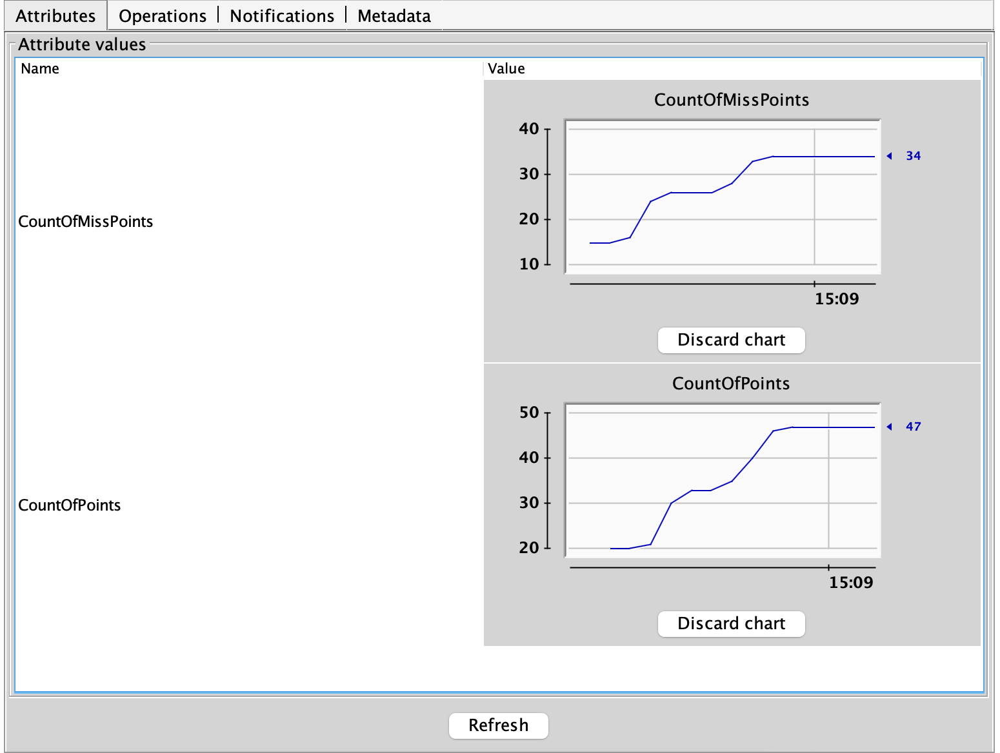 Attributes Operations Notifications Metadata
Attribute values
Name Value
CountOfMissPoints
40
30
20
10
34
15:09
CountOfMissPoints
Discard chart
CountOfPoints
50
40
30
20
47
15:09
CountOfPoints
Discard chart
Refresh